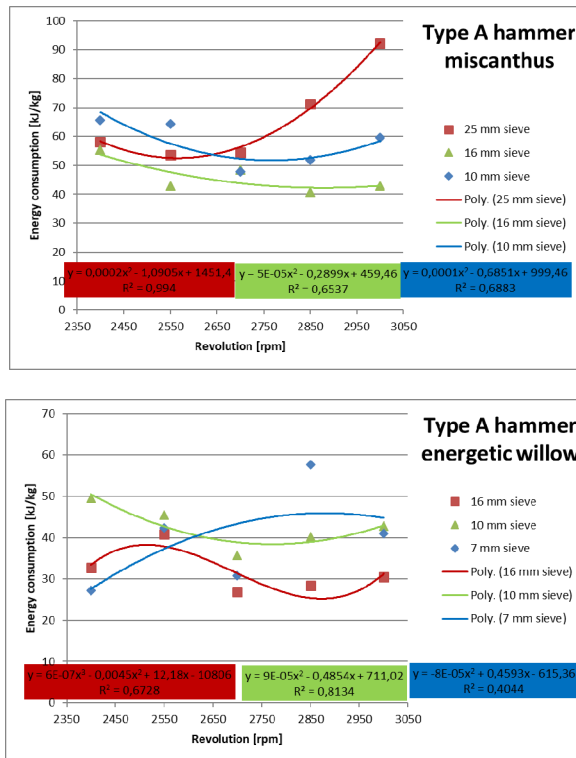 Type A hammer
miscanthus
100
90
80
70
60
50
40
30
20
10
0
Energy consumption [kJ/kg]
25 mm sieve
16 mm sieve
10 mm sieve
Poly. (25 mm sieve)
Poly. (16 mm sieve)
Poly. (10 mm sieve)
y = 0,0002x² - 1,0905x + 1451,4
R² = 0,994
y = 5E-05x² - 0,2899x + 459,46
R² = 0,6537
y = 0,0001x² - 0,6851x + 999,46
R² = 0,6883
2350 2450 2550 2650 2750 2850 2950 3050
Revolution [rpm]
Type A hammer
energetic willow
70
60
50
40
30
20
10
0
Energy consumption [kJ/kg]
16 mm sieve
10 mm sieve
7 mm sieve
Poly. (16 mm sieve)
Poly. (10 mm sieve)
Poly. (7 mm sieve)
y = 6E-07x³ - 0,0045x² + 12,18x - 10806
R² = 0,6728
y = 9E-05x² - 0,4854x + 711,02
R² = 0,8134
y = -8E-05x² + 0,4593x - 615,36
R² = 0,4044
2350 2450 2550 2650 2750 2850 2950 3050
Revolution [rpm]